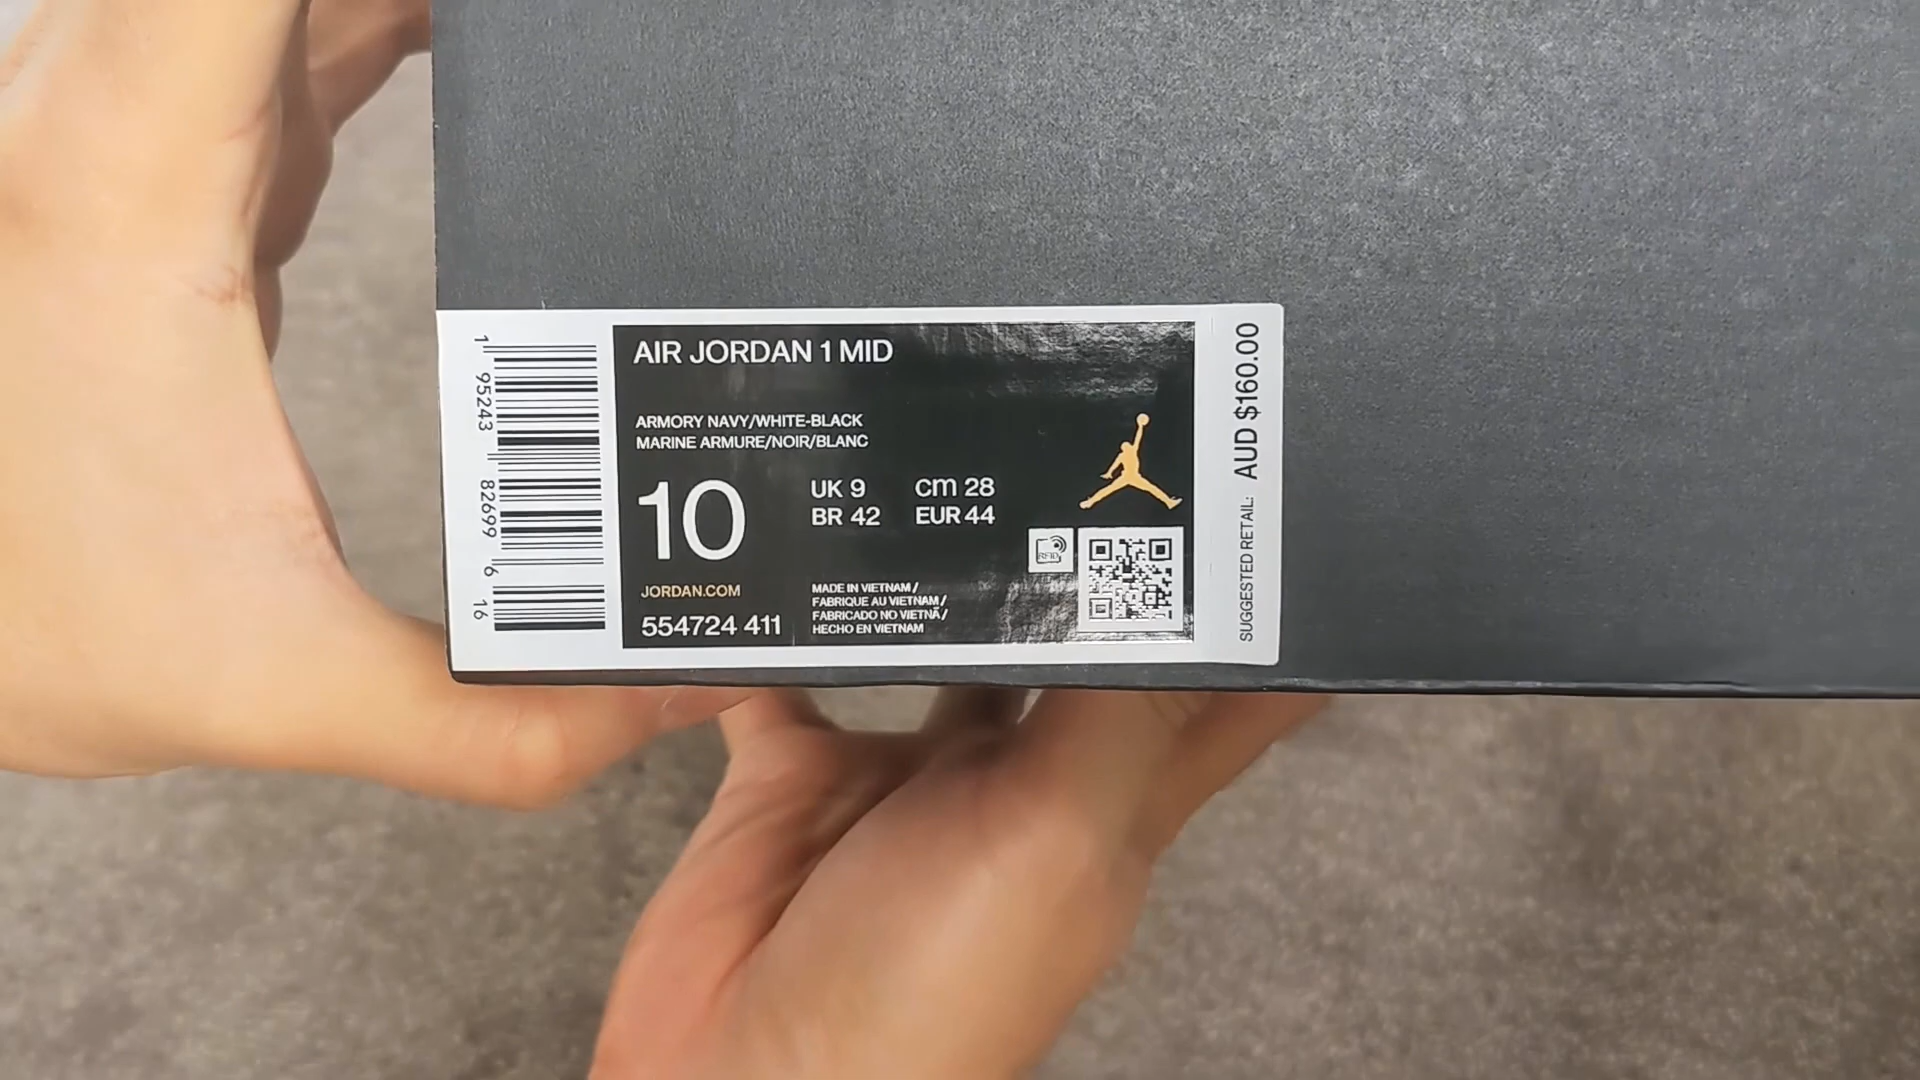 AIR JORDAN 1 MID
ARMORY NAVY/WHITE-BLACK
MARINE ARMURE/NOIR/BLANC
10
UK 9
CM 28
BR 42
EUR 44
JORDAN.COM
554724 411
MADE IN VIETNAM /
FABRIQUE AU VIETNAM /
FABRICADO NO VIETNÃ /
HECHO EN VIETNAM
RFID
1 95243 82699 6 16
SUGGESTED RETAIL: AUD $160.00